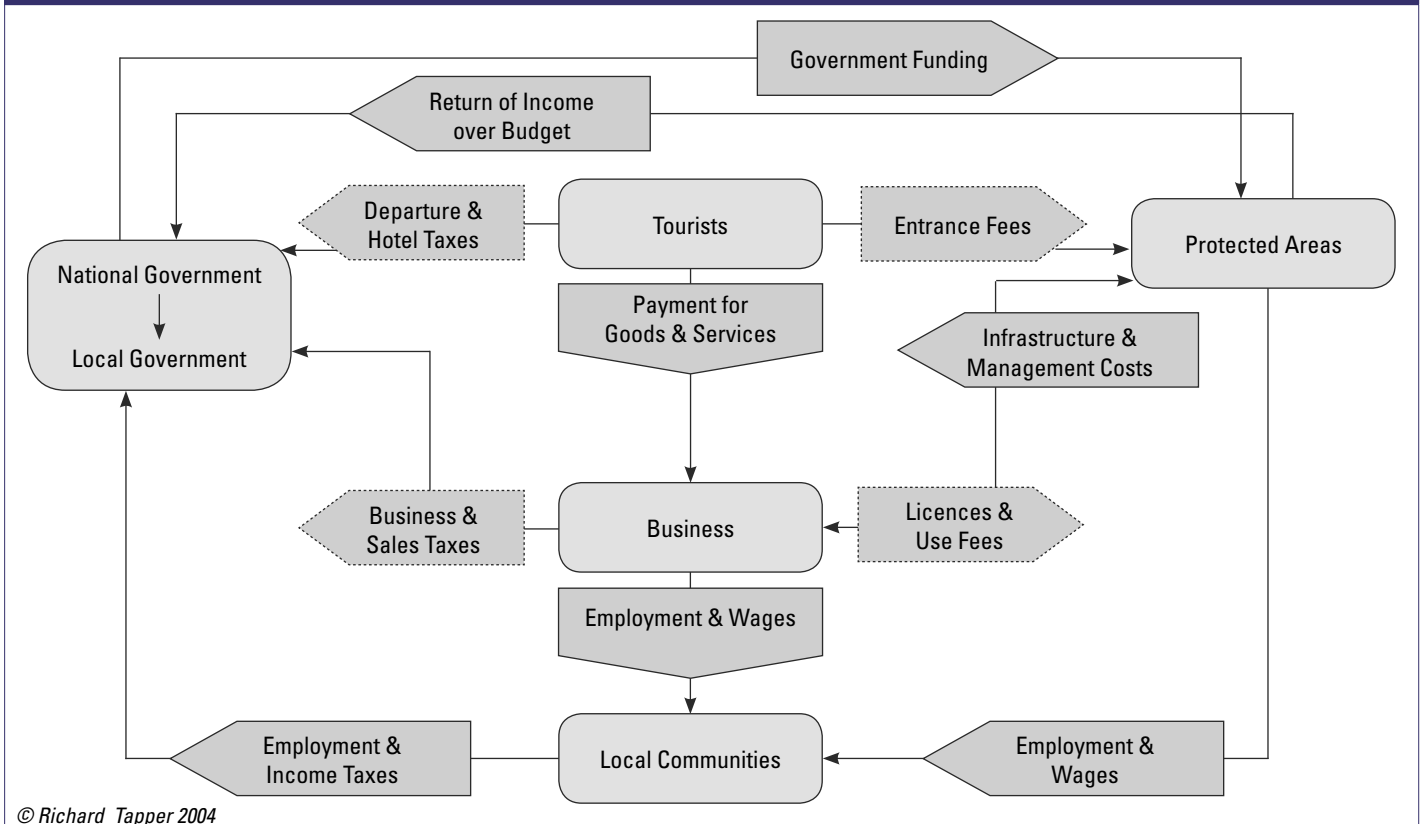 Government Funding
Return of Income
over Budget
Departure &
Hotel Taxes
Tourists
Entrance Fees
Protected Areas
National Government
Local Government
Payment for
Goods & Services
Infrastructure &
Management Costs
Business &
Sales Taxes
Business
Licences &
Use Fees
Employment & Wages
Employment &
Income Taxes
Local Communities
Employment &
Wages
© Richard Tapper 2004